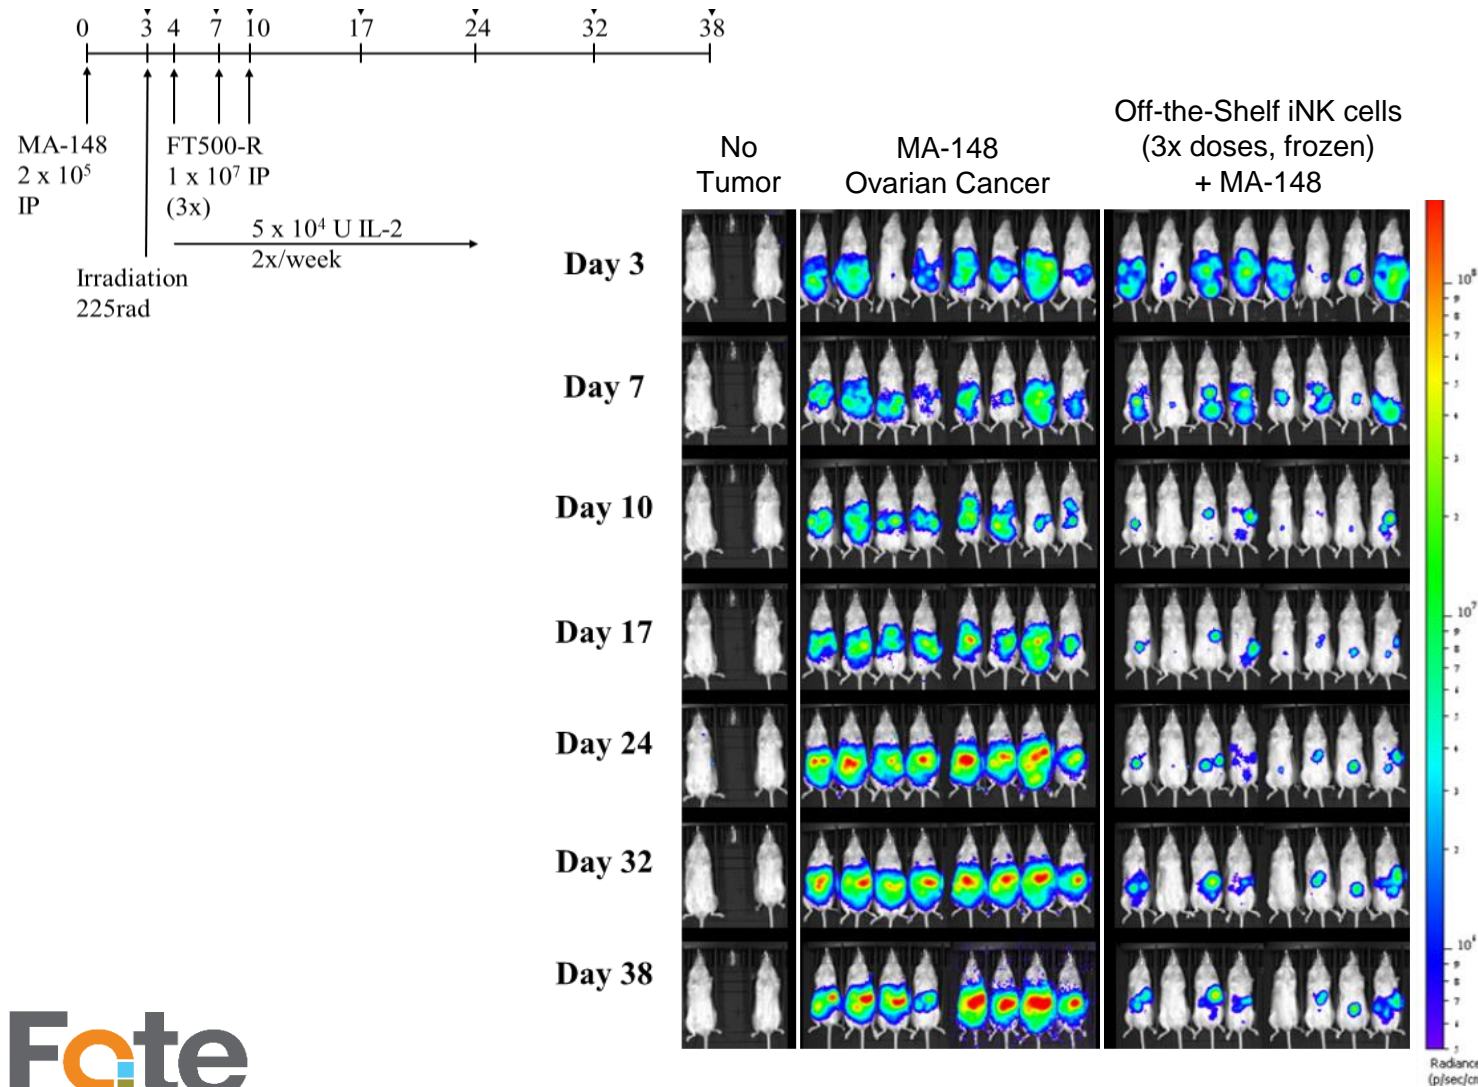 0 3 4 7 10 17 24 32 38
MA-148
2 x 10⁵
IP
FT500-R
1 x 10⁷ IP
(3x)
5 x 10⁴ U IL-2
2x/week
Irradiation
225rad
No
Tumor
MA-148
Ovarian Cancer
Off-the-Shelf iNK cells
(3x doses, frozen)
+ MA-148
Day 3
Day 7
Day 10
Day 17
Day 24
Day 32
Day 38
10⁸
10⁷
10⁶
Radiance
(p/sec/cm
Fate